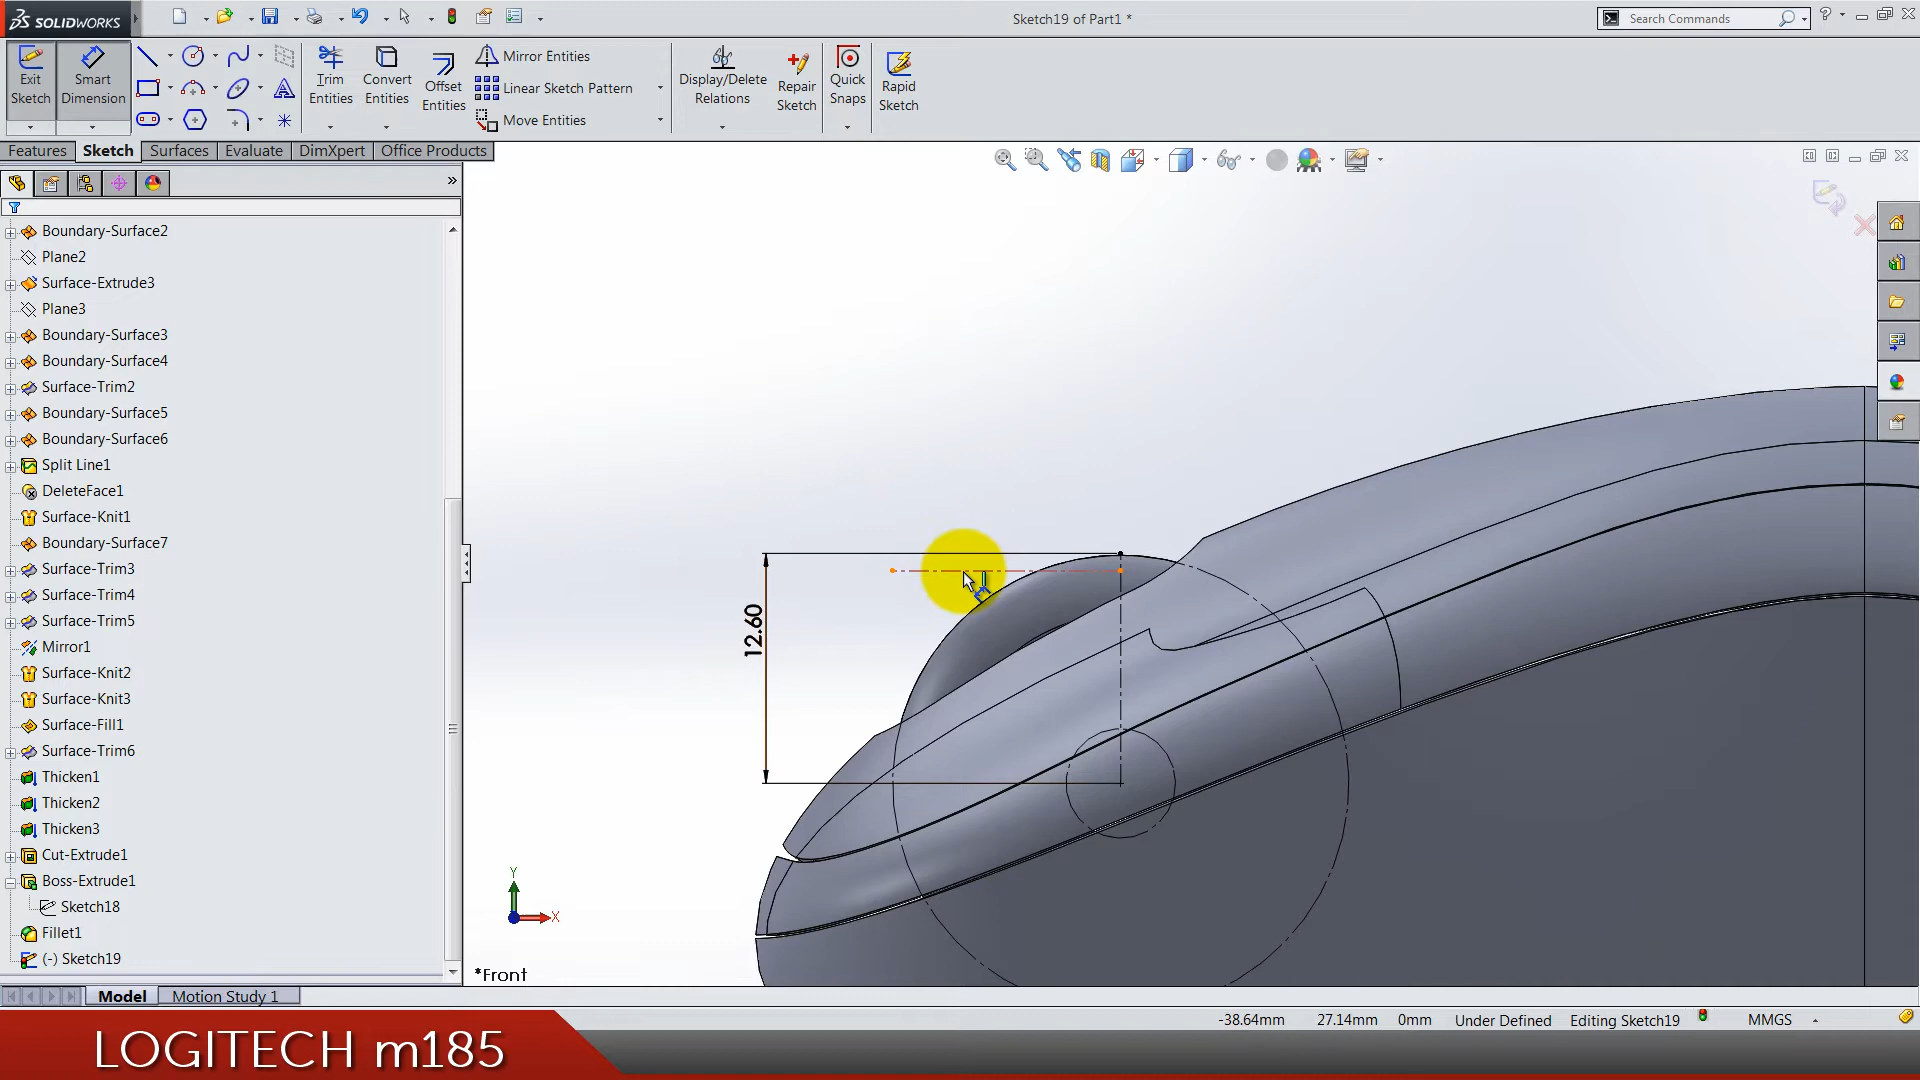 SOLIDWORKS
Sketch19 of Part1 *
Search Commands
Exit
Sketch
Smart
Dimension
Trim
Entities
Convert
Entities
Offset
Entities
Mirror Entities
Linear Sketch Pattern
Move Entities
Display/Delete
Relations
Repair
Sketch
Quick
Snaps
Rapid
Sketch
Features
Sketch
Surfaces
Evaluate
DimXpert
Office Products
Boundary-Surface2
Plane2
Surface-Extrude3
Plane3
Boundary-Surface3
Boundary-Surface4
Surface-Trim2
Boundary-Surface5
Boundary-Surface6
Split Line1
DeleteFace1
Surface-Knit1
Boundary-Surface7
Surface-Trim3
Surface-Trim4
Surface-Trim5
Mirror1
Surface-Knit2
Surface-Knit3
Surface-Fill1
Surface-Trim6
Thicken1
Thicken2
Thicken3
Cut-Extrude1
Boss-Extrude1
Sketch18
Fillet1
(-) Sketch19
12.60
Y
X
*Front
Model
Motion Study 1
-38.64mm 27.14mm 0mm Under Defined Editing Sketch19 MMGS
LOGITECH m185